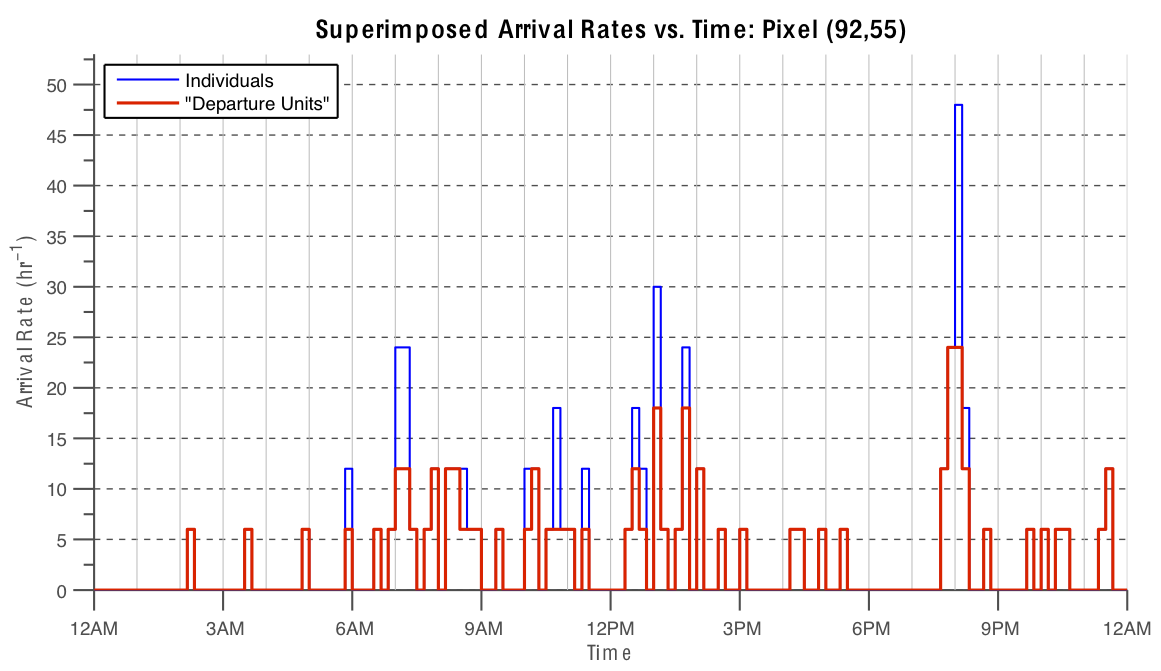 Superimposed Arrival Rates vs. Time: Pixel (92,55)
Individuals
"Departure Units"
50
45
40
35
30
25
20
15
10
5
0
Arrival Rate (hr⁻¹)
12AM 3AM 6AM 9AM 12PM 3PM 6PM 9PM 12AM
Time